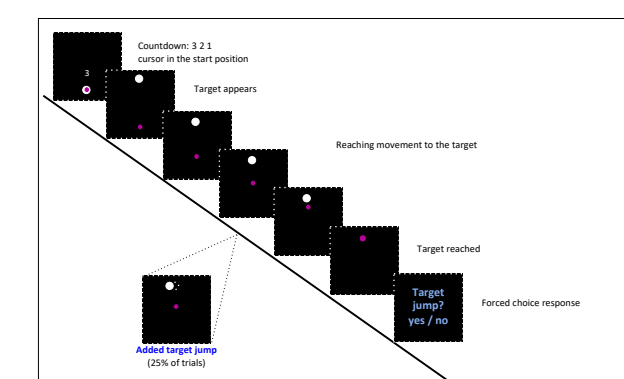 Countdown: 3 2 1
cursor in the start position
3
Target appears
Reaching movement to the target
Target reached
Target
jump?
yes / no
Forced choice response
Added target jump
(25% of trials)